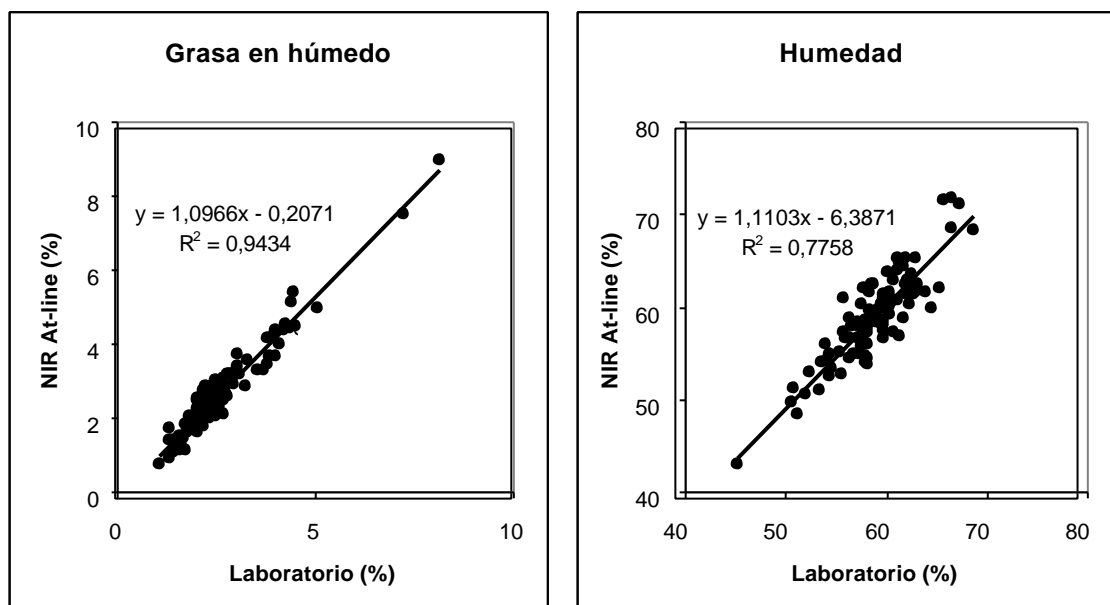 Grasa en húmedo
10
8
6
4
2
0
NIR At-line (%)
y = 1,0966x - 0,2071
R² = 0,9434
0 5 10
Laboratorio (%)
Humedad
80
70
60
50
40
NIR At-line (%)
y = 1,1103x - 6,3871
R² = 0,7758
40 50 60 70 80
Laboratorio (%)